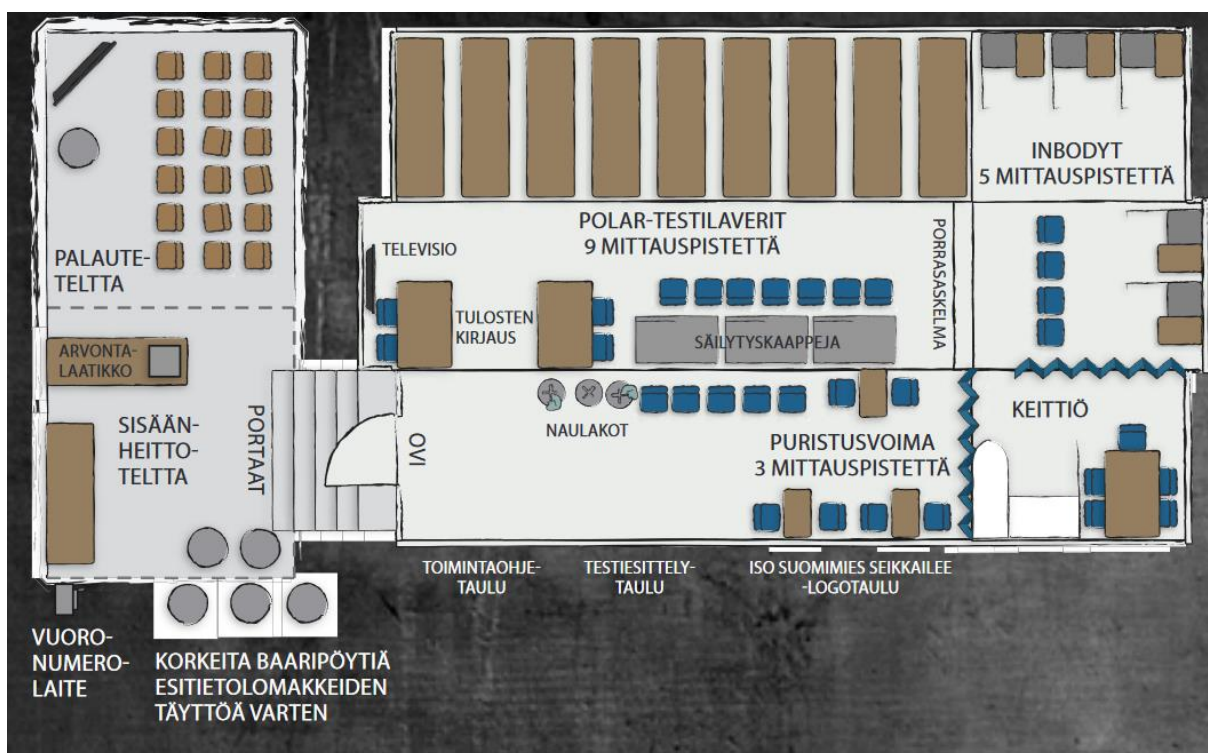 INBODYT
5 MITTAUSPISTETTÄ
POLAR-TESTILAVERIT
9 MITTAUSPISTETTÄ
PORRASASKELMA
TELEVISIO
PALAUTE-
TELTTA
TULOSTEN
KIRJAUS
SÄILYTYSKAAPPEJA
ARVONTA-
LAATIKKO
SISÄÄN-
HEITTO-
TELTTA
PORTAAT
OVI
NAULAKOT
PURISTUSVOIMA
3 MITTAUSPISTETTÄ
KEITTIÖ
TOIMINTAOHJE-
TAULU
TESTIESITTELY-
TAULU
ISO SUOMIMIES SEIKKAILEE
-LOGOTAULU
VUORO-
NUMERO-
LAITE
KORKEITA BAARIPÖYTIÄ
ESITIETOLOMAKKEIDEN
TÄYTTÖÄ VARTEN